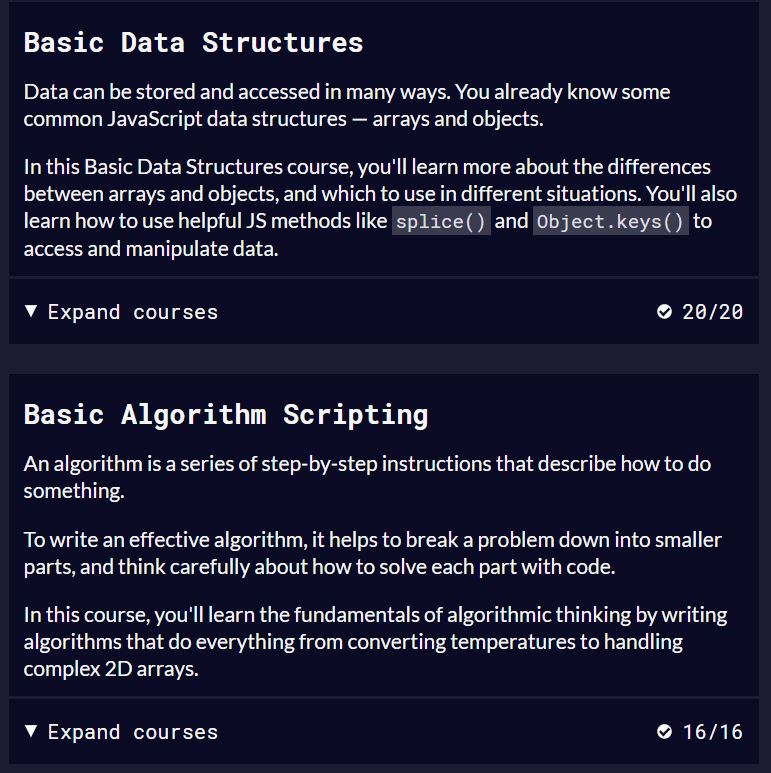 Basic Data Structures
Data can be stored and accessed in many ways. You already know some
common JavaScript data structures — arrays and objects.
In this Basic Data Structures course, you'll learn more about the differences
between arrays and objects, and which to use in different situations. You'll also
learn how to use helpful JS methods like splice() and Object.keys() to
access and manipulate data.
Expand courses 20/20
Basic Algorithm Scripting
An algorithm is a series of step-by-step instructions that describe how to do
something.
To write an effective algorithm, it helps to break a problem down into smaller
parts, and think carefully about how to solve each part with code.
In this course, you'll learn the fundamentals of algorithmic thinking by writing
algorithms that do everything from converting temperatures to handling
complex 2D arrays.
Expand courses 16/16